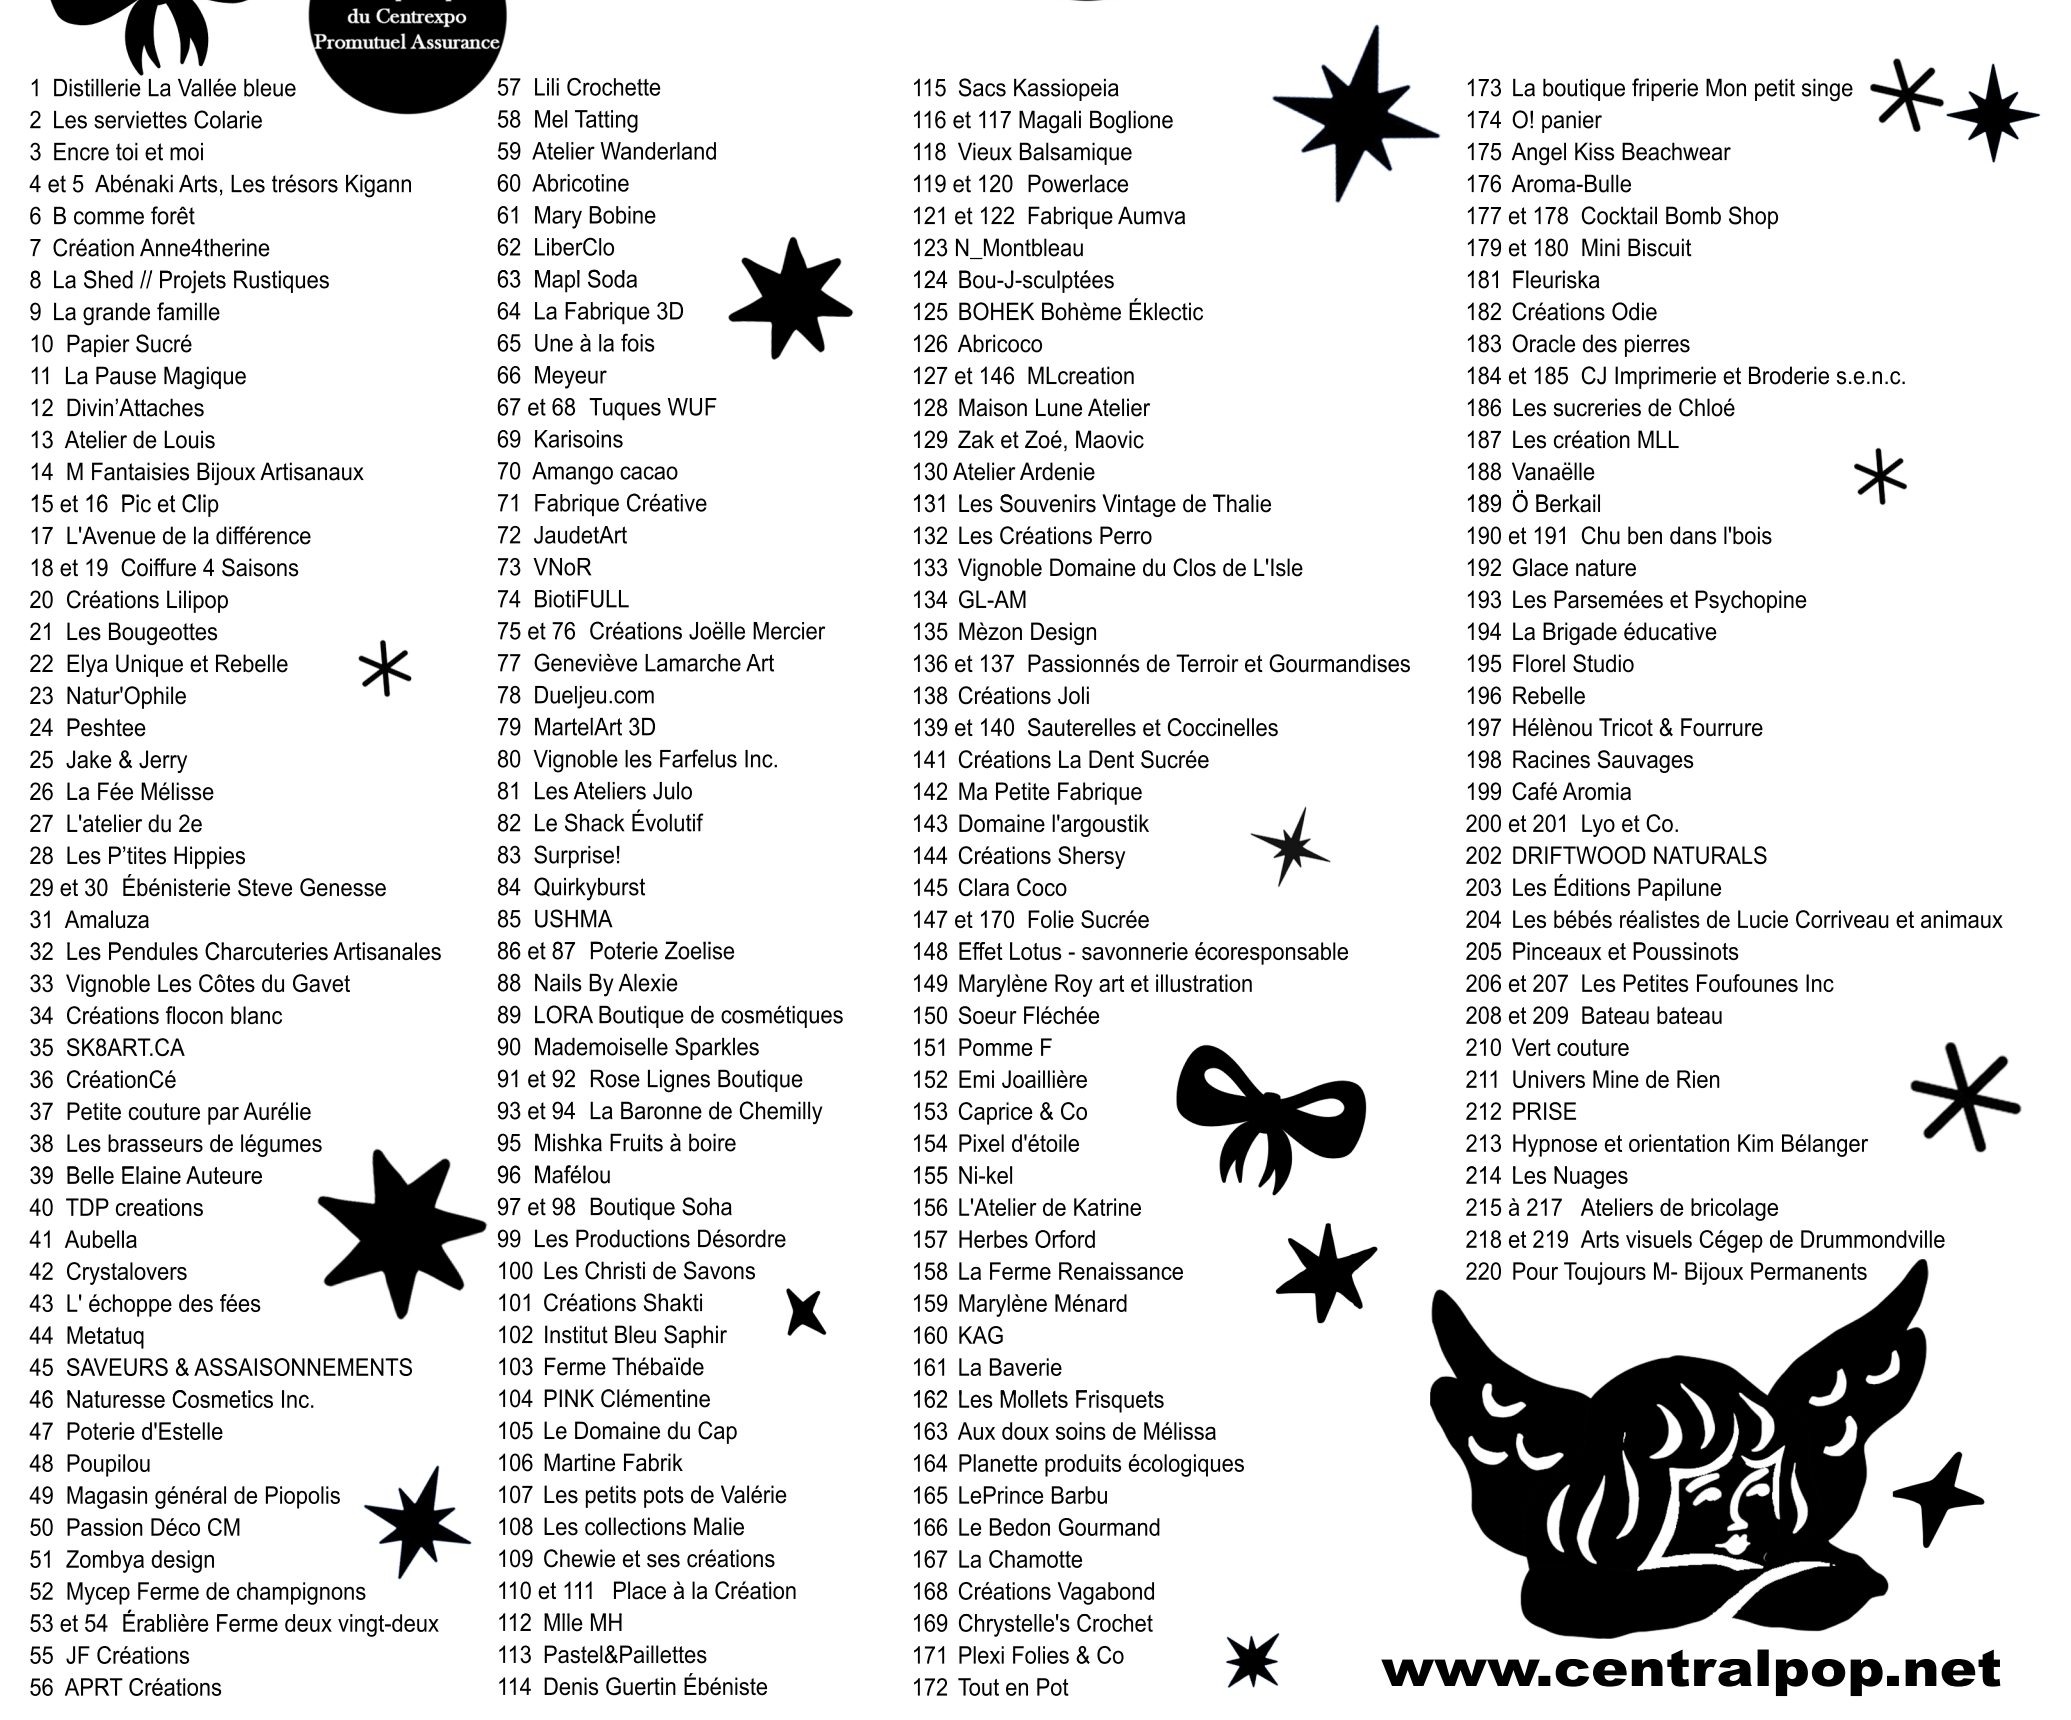 du Centrexpo
Promutuel Assurance
1 Distillerie La Vallée bleue
2 Les serviettes Colarie
3 Encre toi et moi
4 et 5 Abénaki Arts, Les trésors Kigann
6 B comme forêt
7 Création Anne4therine
8 La Shed // Projets Rustiques
9 La grande famille
10 Papier Sucré
11 La Pause Magique
12 Divin’Attaches
13 Atelier de Louis
14 M Fantaisies Bijoux Artisanaux
15 et 16 Pic et Clip
17 L'Avenue de la différence
18 et 19 Coiffure 4 Saisons
20 Créations Lilipop
21 Les Bougeottes
22 Elya Unique et Rebelle
23 Natur'Ophile
24 Peshtee
25 Jake & Jerry
26 La Fée Mélisse
27 L'atelier du 2e
28 Les P’tites Hippies
29 et 30 Ébénisterie Steve Genesse
31 Amaluza
32 Les Pendules Charcuteries Artisanales
33 Vignoble Les Côtes du Gavet
34 Créations flocon blanc
35 SK8ART.CA
36 CréationCé
37 Petite couture par Aurélie
38 Les brasseurs de légumes
39 Belle Elaine Auteure
40 TDP creations
41 Aubella
42 Crystalovers
43 L' échoppe des fées
44 Metatuq
45 SAVEURS & ASSAISONNEMENTS
46 Naturesse Cosmetics Inc.
47 Poterie d'Estelle
48 Poupilou
49 Magasin général de Piopolis
50 Passion Déco CM
51 Zombya design
52 Mycep Ferme de champignons
53 et 54 Érablière Ferme deux vingt-deux
55 JF Créations
56 APRT Créations
57 Lili Crochette
58 Mel Tatting
59 Atelier Wanderland
60 Abricotine
61 Mary Bobine
62 LiberClo
63 Mapl Soda
64 La Fabrique 3D
65 Une à la fois
66 Meyeur
67 et 68 Tuques WUF
69 Karisoins
70 Amango cacao
71 Fabrique Créative
72 JaudetArt
73 VNoR
74 BiotiFULL
75 et 76 Créations Joëlle Mercier
77 Geneviève Lamarche Art
78 Dueljeu.com
79 MartelArt 3D
80 Vignoble les Farfelus Inc.
81 Les Ateliers Julo
82 Le Shack Évolutif
83 Surprise!
84 Quirkyburst
85 USHMA
86 et 87 Poterie Zoelise
88 Nails By Alexie
89 LORA Boutique de cosmétiques
90 Mademoiselle Sparkles
91 et 92 Rose Lignes Boutique
93 et 94 La Baronne de Chemilly
95 Mishka Fruits à boire
96 Mafélou
97 et 98 Boutique Soha
99 Les Productions Désordre
100 Les Christi de Savons
101 Créations Shakti
102 Institut Bleu Saphir
103 Ferme Thébaïde
104 PINK Clémentine
105 Le Domaine du Cap
106 Martine Fabrik
107 Les petits pots de Valérie
108 Les collections Malie
109 Chewie et ses créations
110 et 111 Place à la Création
112 Mlle MH
113 Pastel&Paillettes
114 Denis Guertin Ébéniste
115 Sacs Kassiopeia
116 et 117 Magali Boglione
118 Vieux Balsamique
119 et 120 Powerlace
121 et 122 Fabrique Aumva
123 N_Montbleau
124 Bou-J-sculptées
125 BOHEK Bohème Éklectic
126 Abricoco
127 et 146 MLcreation
128 Maison Lune Atelier
129 Zak et Zoé, Maovic
130 Atelier Ardenie
131 Les Souvenirs Vintage de Thalie
132 Les Créations Perro
133 Vignoble Domaine du Clos de L'Isle
134 GL-AM
135 Mèzon Design
136 et 137 Passionnés de Terroir et Gourmandises
138 Créations Joli
139 et 140 Sauterelles et Coccinelles
141 Créations La Dent Sucrée
142 Ma Petite Fabrique
143 Domaine l'argoustik
144 Créations Shersy
145 Clara Coco
147 et 170 Folie Sucrée
148 Effet Lotus - savonnerie écoresponsable
149 Marylène Roy art et illustration
150 Soeur Fléchée
151 Pomme F
152 Emi Joaillière
153 Caprice & Co
154 Pixel d'étoile
155 Ni-kel
156 L'Atelier de Katrine
157 Herbes Orford
158 La Ferme Renaissance
159 Marylène Ménard
160 KAG
161 La Baverie
162 Les Mollets Frisquets
163 Aux doux soins de Mélissa
164 Planette produits écologiques
165 LePrince Barbu
166 Le Bedon Gourmand
167 La Chamotte
168 Créations Vagabond
169 Chrystelle's Crochet
171 Plexi Folies & Co
172 Tout en Pot
173 La boutique friperie Mon petit singe
174 O! panier
175 Angel Kiss Beachwear
176 Aroma-Bulle
177 et 178 Cocktail Bomb Shop
179 et 180 Mini Biscuit
181 Fleuriska
182 Créations Odie
183 Oracle des pierres
184 et 185 CJ Imprimerie et Broderie s.e.n.c.
186 Les sucreries de Chloé
187 Les création MLL
188 Vanaëlle
189 Ö Berkail
190 et 191 Chu ben dans l'bois
192 Glace nature
193 Les Parsemées et Psychopine
194 La Brigade éducative
195 Florel Studio
196 Rebelle
197 Hélènou Tricot & Fourrure
198 Racines Sauvages
199 Café Aromia
200 et 201 Lyo et Co.
202 DRIFTWOOD NATURALS
203 Les Éditions Papilune
204 Les bébés réalistes de Lucie Corriveau et animaux
205 Pinceaux et Poussinots
206 et 207 Les Petites Foufounes Inc
208 et 209 Bateau bateau
210 Vert couture
211 Univers Mine de Rien
212 PRISE
213 Hypnose et orientation Kim Bélanger
214 Les Nuages
215 à 217 Ateliers de bricolage
218 et 219 Arts visuels Cégep de Drummondville
220 Pour Toujours M- Bijoux Permanents
www.centralpop.net